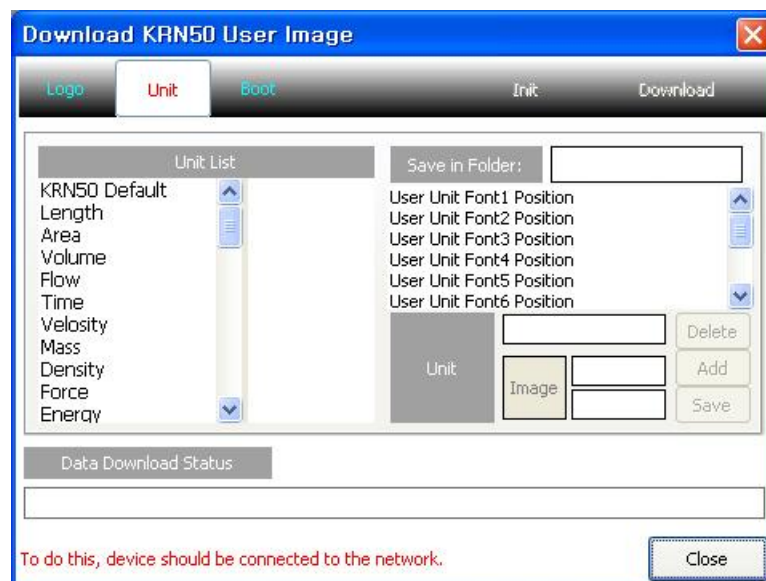 Download KRN50 User Image
Logo Unit Boot Init Download
Unit List
KRN50 Default
Length
Area
Volume
Flow
Time
Velosity
Mass
Density
Force
Energy
Save in Folder:
User Unit Font1 Position
User Unit Font2 Position
User Unit Font3 Position
User Unit Font4 Position
User Unit Font5 Position
User Unit Font6 Position
Unit
Image
Delete
Add
Save
Data Download Status
To do this, device should be connected to the network.
Close